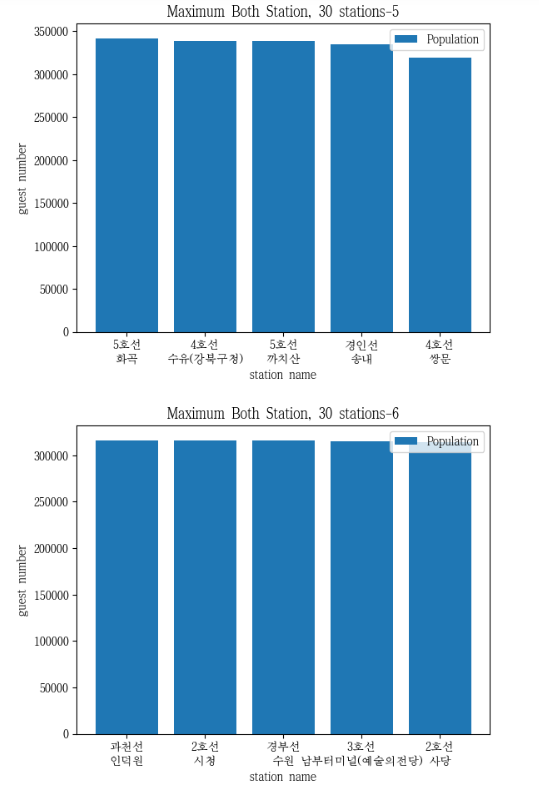 Maximum Both Station, 30 stations-5
350000
300000
250000
200000
150000
100000
50000
0
guest number
Population
5호선 4호선 5호선 경인선 4호선
화곡 수유(강북구청) 까치산 송내 쌍문
station name
Maximum Both Station, 30 stations-6
300000
250000
200000
150000
100000
50000
0
guest number
Population
과천선 2호선 경부선 3호선 2호선
인덕원 시청 수원 남부터미널(예술의전당) 사당
station name